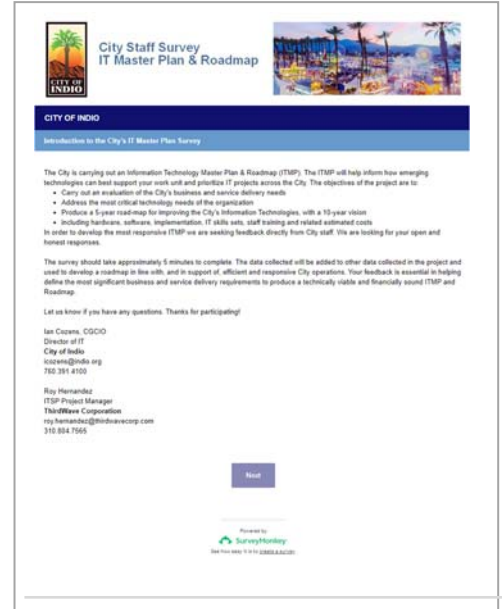 City Staff Survey
IT Master Plan & Roadmap
CITY OF
INDIO
CITY OF INDIO
Introduction to the City's IT Master Plan Survey
The City is carrying out an Information Technology Master Plan & Roadmap (ITMP). The ITMP will help inform how emerging
technologies can best support your work unit and prioritize IT projects across the City. The objectives of the project are to:
• Carry out an evaluation of the City's business and service delivery needs
• Address the most critical technology needs of the organization
• Produce a 5-year road-map for improving the City's Information Technologies, with a 10-year vision
• Including hardware, software, implementation, IT skills sets, staff training and related estimated costs
In order to develop the most responsive ITMP we are seeking feedback directly from City staff. We are looking for your open and
honest responses.
The survey should take approximately 5 minutes to complete. The data collected will be added to other data collected in the project and
used to develop a roadmap in line with, and in support of, efficient and responsive City operations. Your feedback is essential in helping
define the most significant business and service delivery requirements to produce a technically viable and financially sound ITMP and
Roadmap.
Let us know if you have any questions. Thanks for participating!
Ian Cozens, CGCIO
Director of IT
City of Indio
icozens@indio.org
760.391.4100
Roy Hernandez
ITSP Project Manager
ThirdWave Corporation
roy.hernandez@thirdwavecorp.com
310.804.7565
Next
Powered by
SurveyMonkey
See how easy it is to create a survey.